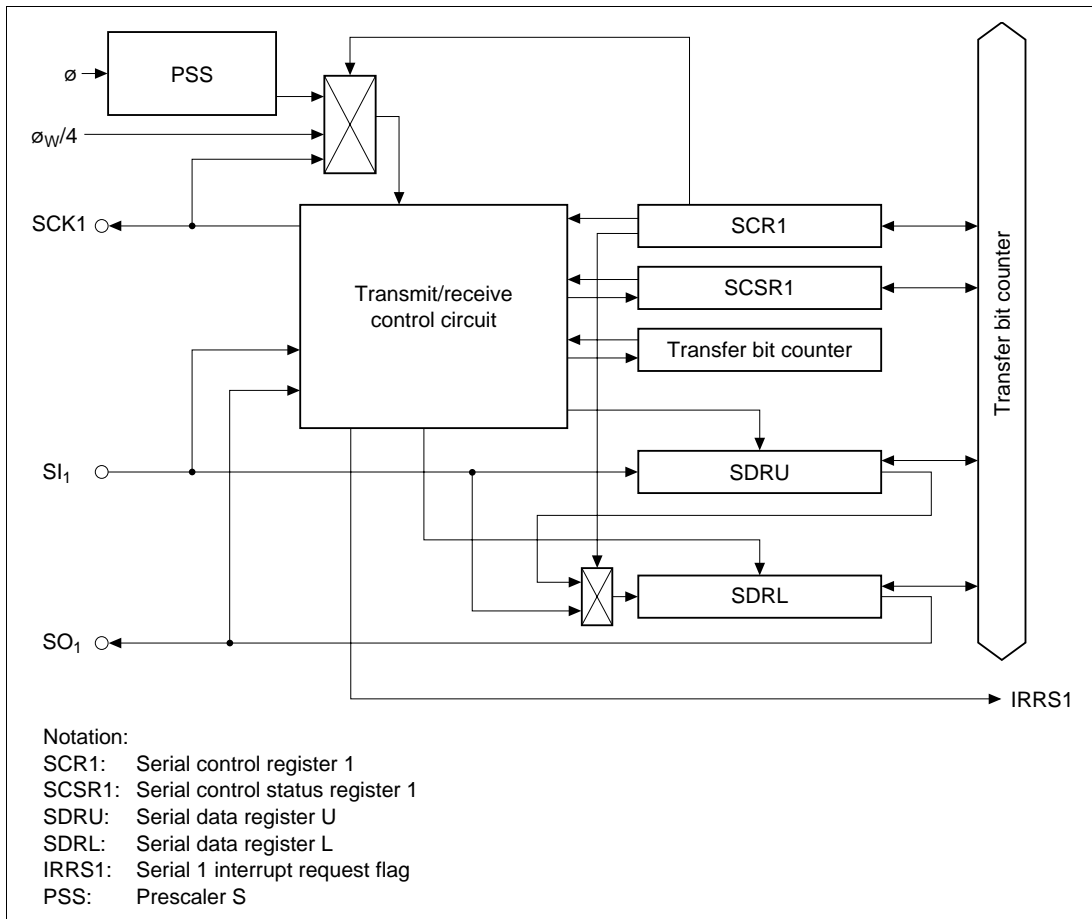 ø
PSS
øW/4
SCK1
SCR1
SCSR1
Transmit/receive
control circuit
Transfer bit counter
Transfer bit counter
SI1
SDRU
SDRL
SO1
IRRS1
Notation:
SCR1: Serial control register 1
SCSR1: Serial control status register 1
SDRU: Serial data register U
SDRL: Serial data register L
IRRS1: Serial 1 interrupt request flag
PSS: Prescaler S